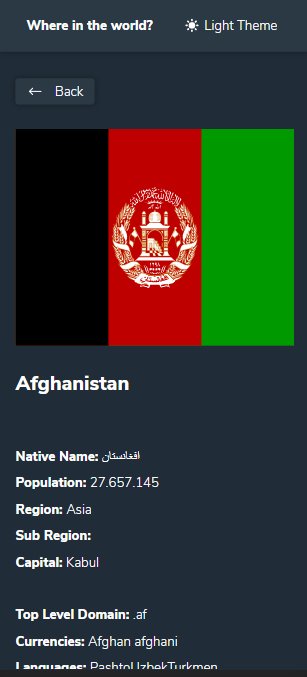 Where in the world?
Light Theme
Back
Afghanistan
Native Name: افغانستان
Population: 27.657.145
Region: Asia
Sub Region:
Capital: Kabul
Top Level Domain: .af
Currencies: Afghan afghani
Languages: PashtoUzbekTurkmen